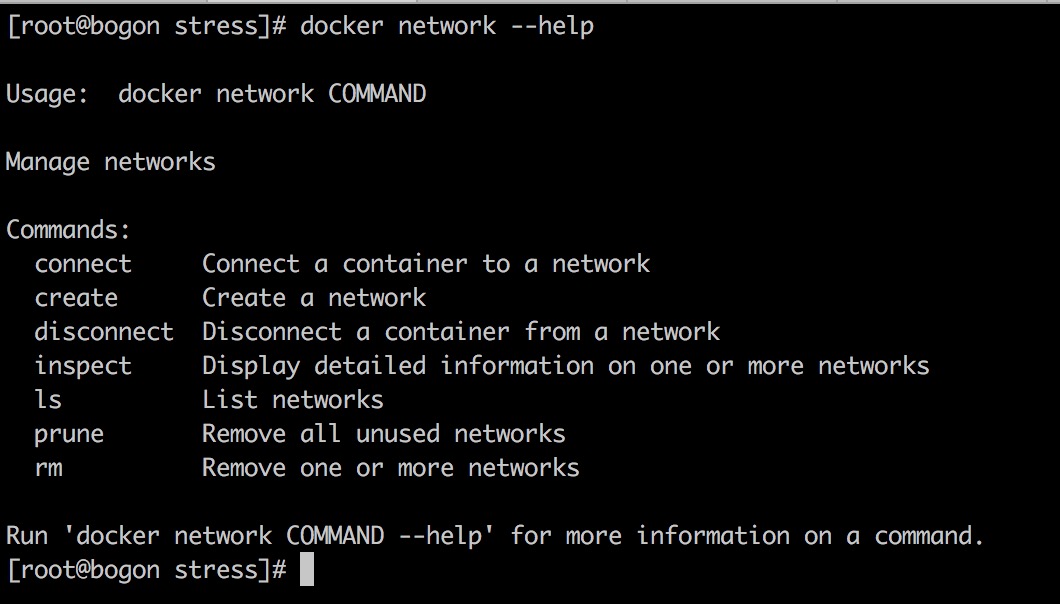 [root@bogon stress]# docker network --help
Usage:  docker network COMMAND
Manage networks
Commands:
  connect     Connect a container to a network
  create      Create a network
  disconnect  Disconnect a container from a network
  inspect     Display detailed information on one or more networks
  ls          List networks
  prune       Remove all unused networks
  rm          Remove one or more networks
Run 'docker network COMMAND --help' for more information on a command.
[root@bogon stress]#